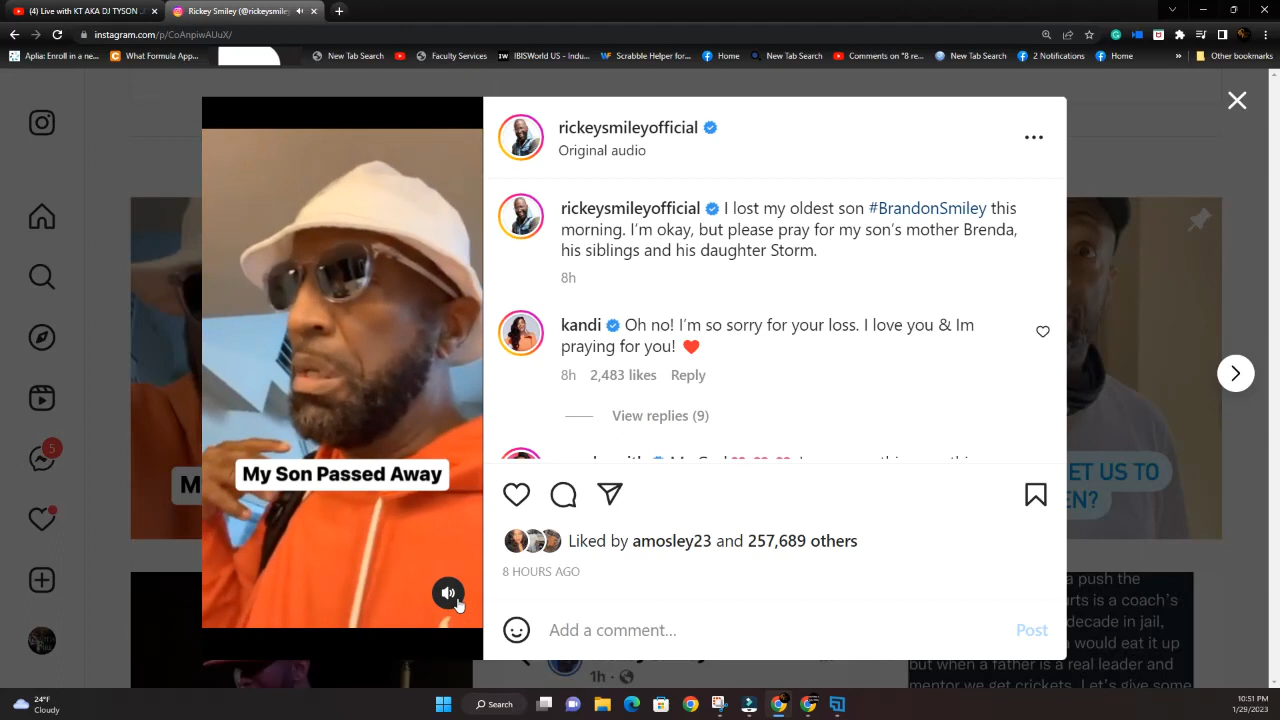 (4) Live with KT AKA DJ TYSON
Rickey Smiley (@rickeysmiley
instagram.com/p/CoAnpiwAUuX/
Apliar Enroll in a ne...
What Formula App...
New Tab Search
Faculty Services
IBISWorld - US - Indu...
Scrabble Helper for...
Home
New Tab Search
Comments on "8 re...
New Tab Search
2 Notifications
Home
Other Bookmarks
rickeysmileyofficial
Original audio
rickeysmileyofficial I lost my oldest son #BrandonSmiley this
morning. I'm okay, but please pray for my son's mother Brenda,
his siblings and his daughter Storm.
8h
kandi Oh no! I'm so sorry for your loss. I love you & Im
praying for you! ❤️
8h 2,483 likes Reply
View replies (9)
5
My Son Passed Away
M
ET US TO
EN?
Liked by amosley23 and 257,689 others
8 HOURS AGO
Add a comment...
Post
a push the
rts is a coach's
decade in jail,
would eat it up
but when a father is a real leader and
mentor we get crickets. Let's give some
1h
24°F
Cloudy
Search
10:51 PM
1/29/2023